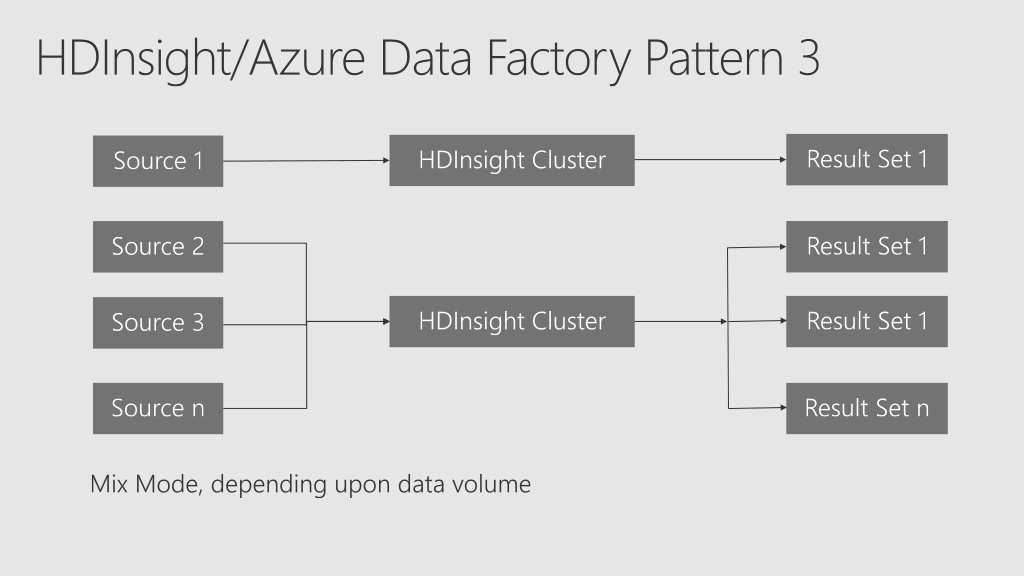 HDInsight/Azure Data Factory Pattern 3
Source 1
HDInsight Cluster
Result Set 1
Source 2
Result Set 1
Source 3
HDInsight Cluster
Result Set 1
Source n
Result Set n
Mix Mode, depending upon data volume